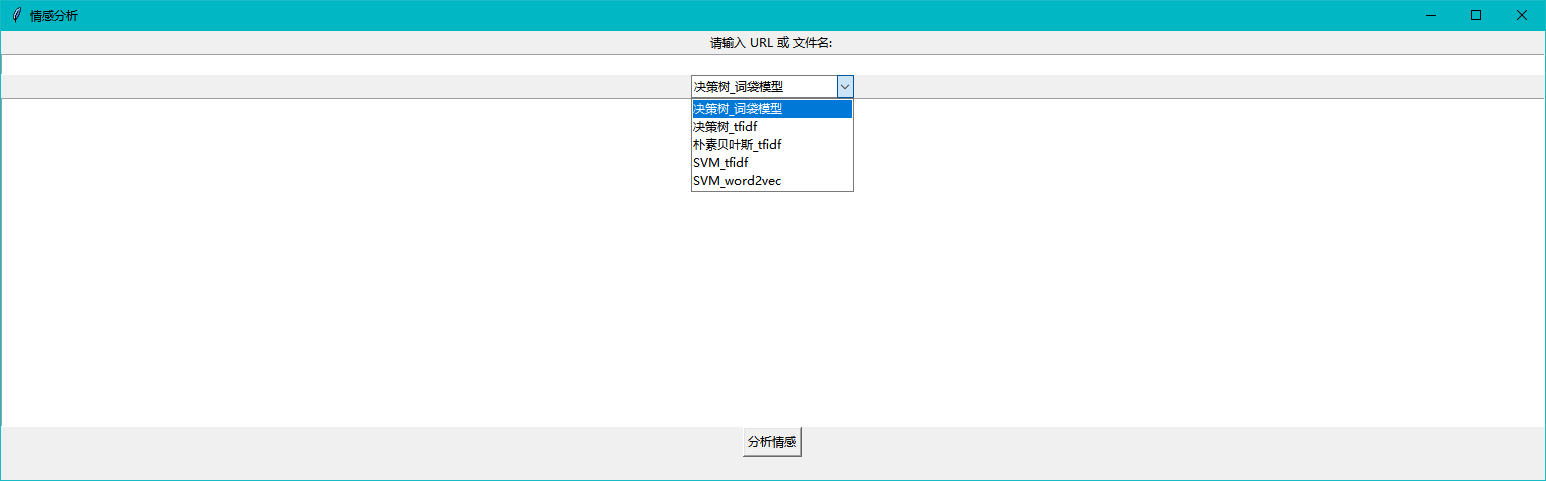 情感分析
请输入 URL 或 文件名:
决策树_词袋模型
决策树_词袋模型
决策树_tfidf
朴素贝叶斯_tfidf
SVM_tfidf
SVM_word2vec
分析情感